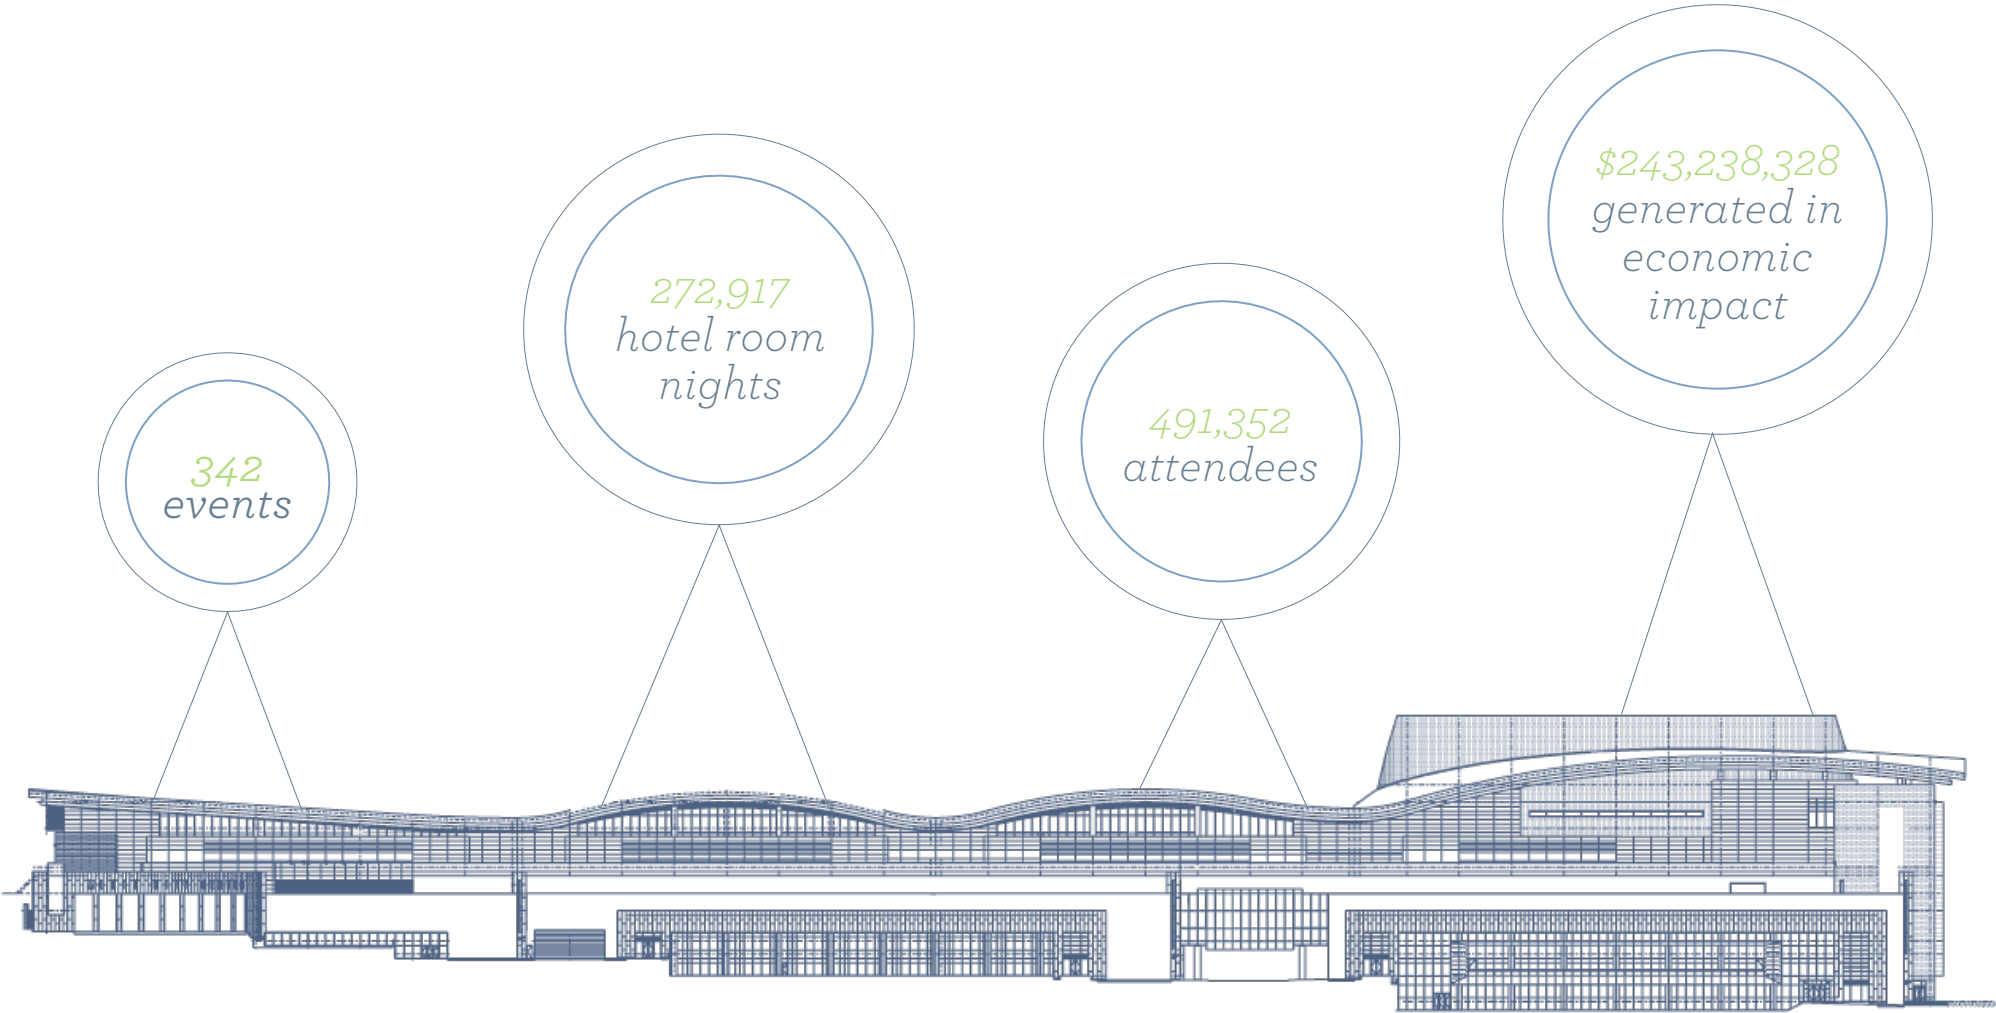 342
events
272,917
hotel room
nights
491,352
attendees
$243,238,328
generated in
economic
impact